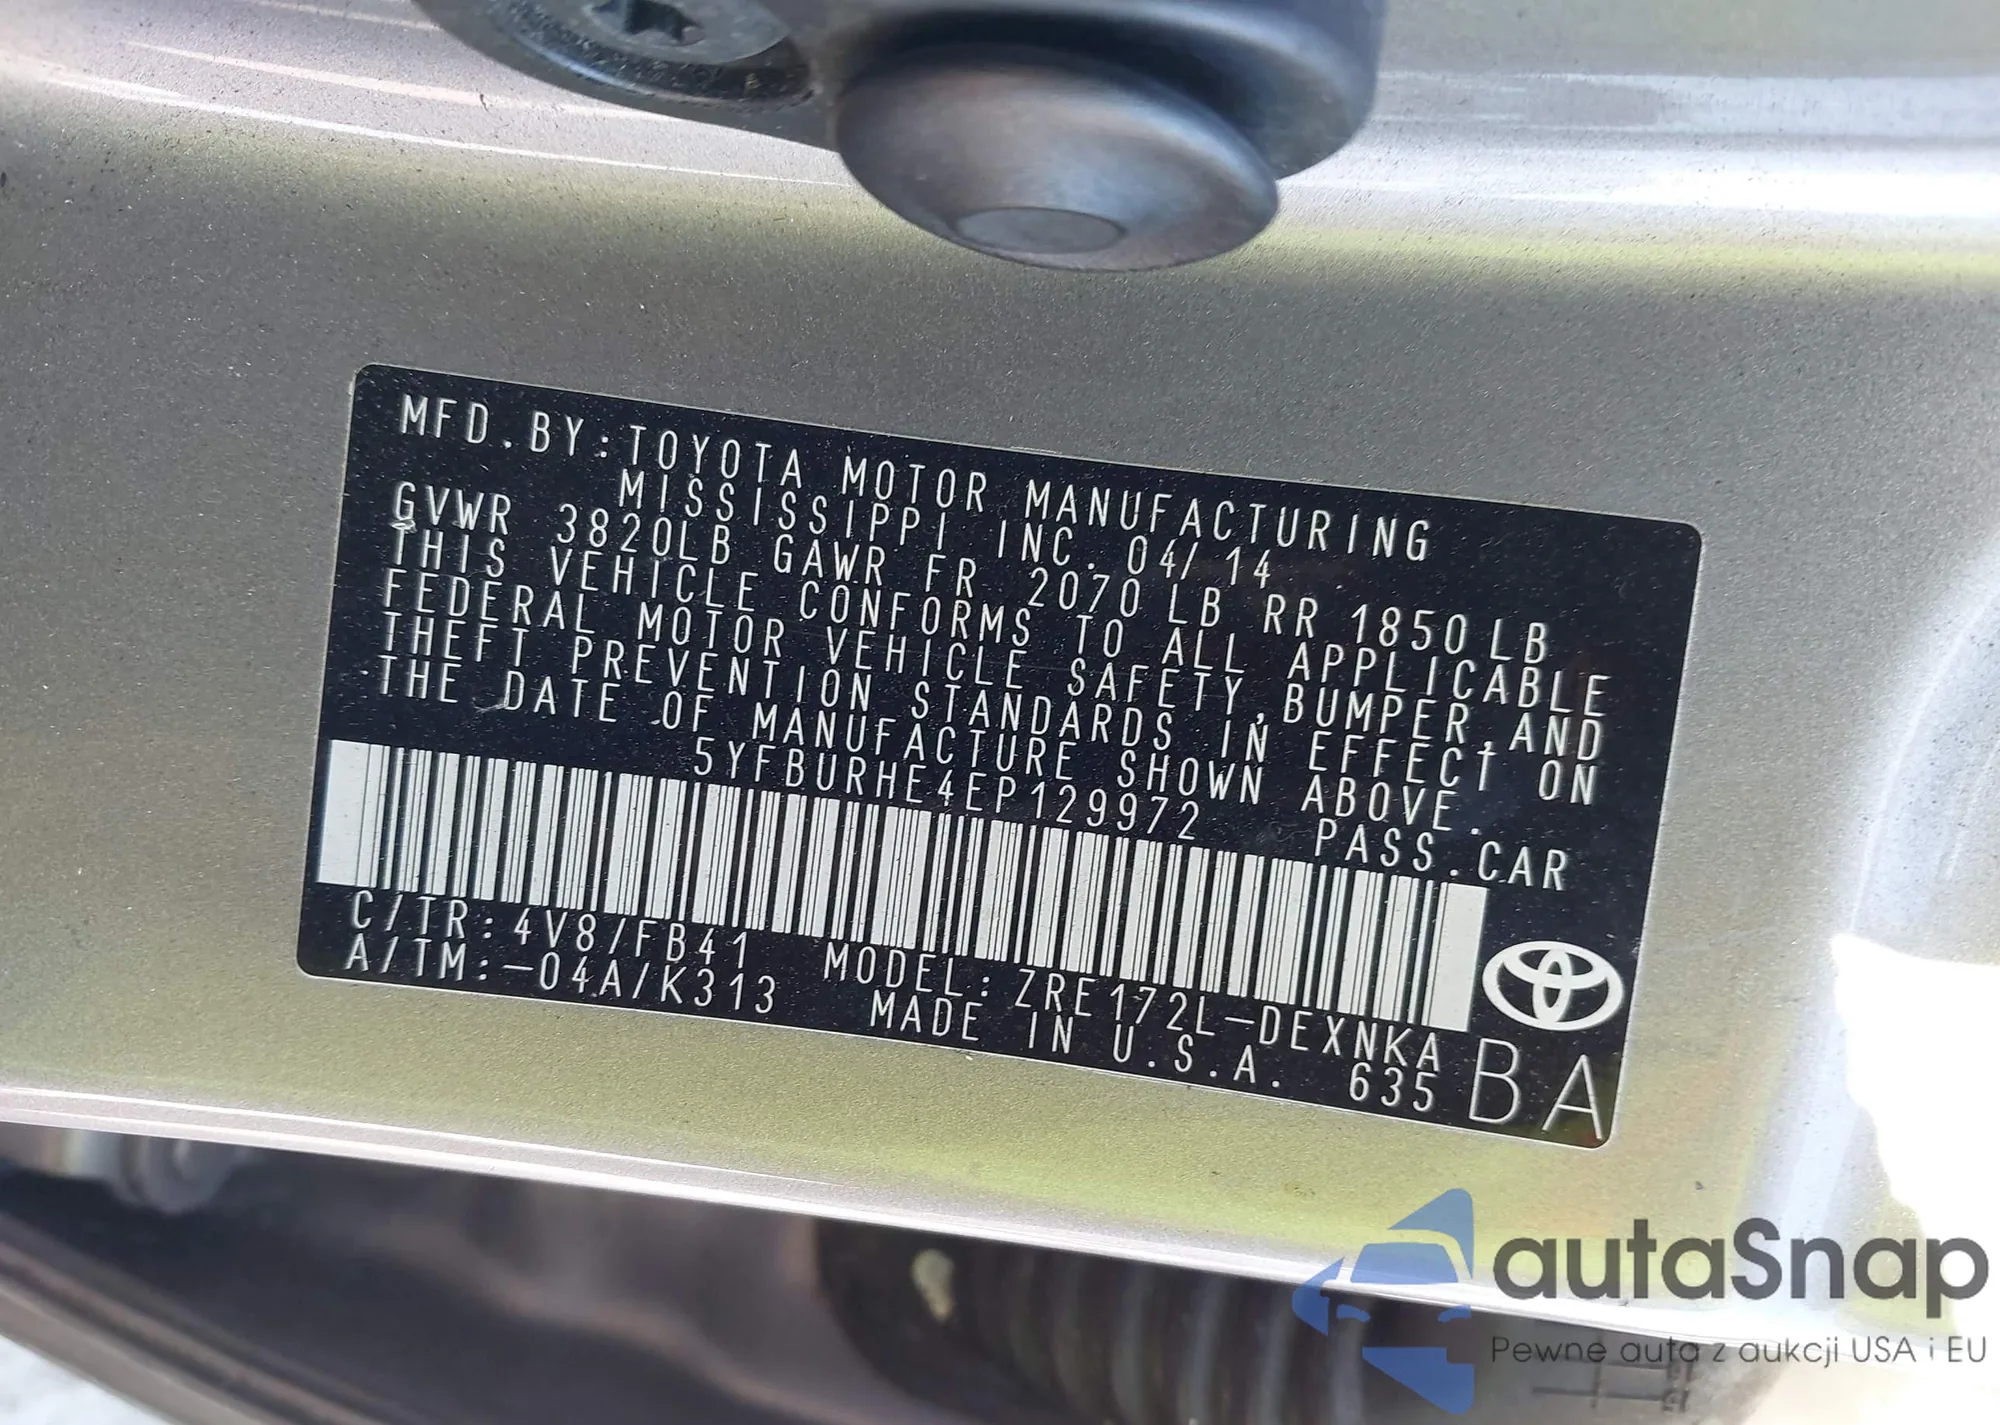 MFD.BY:TOYOTA MOTOR MANUFACTURING
MISSISSIPPI INC. 04/14
GVWR 3820LB GAWR FR 2070LB RR 1850LB
THIS VEHICLE CONFORMS TO ALL APPLICABLE
FEDERAL MOTOR VEHICLE SAFETY,BUMPER,AND
THEFT PREVENTION STANDARDS IN EFFECT ON
THE DATE OF MANUFACTURE SHOWN ABOVE.
5YFBURHE4EP129972 PASS.CAR
C/TR:4V8/FB41 MODEL:ZRE172L-DEXNKA
A/TM:-04A/K313 MADE IN U.S.A. 635
BA
autaSnap
Pewne auta z aukcji USA i EU